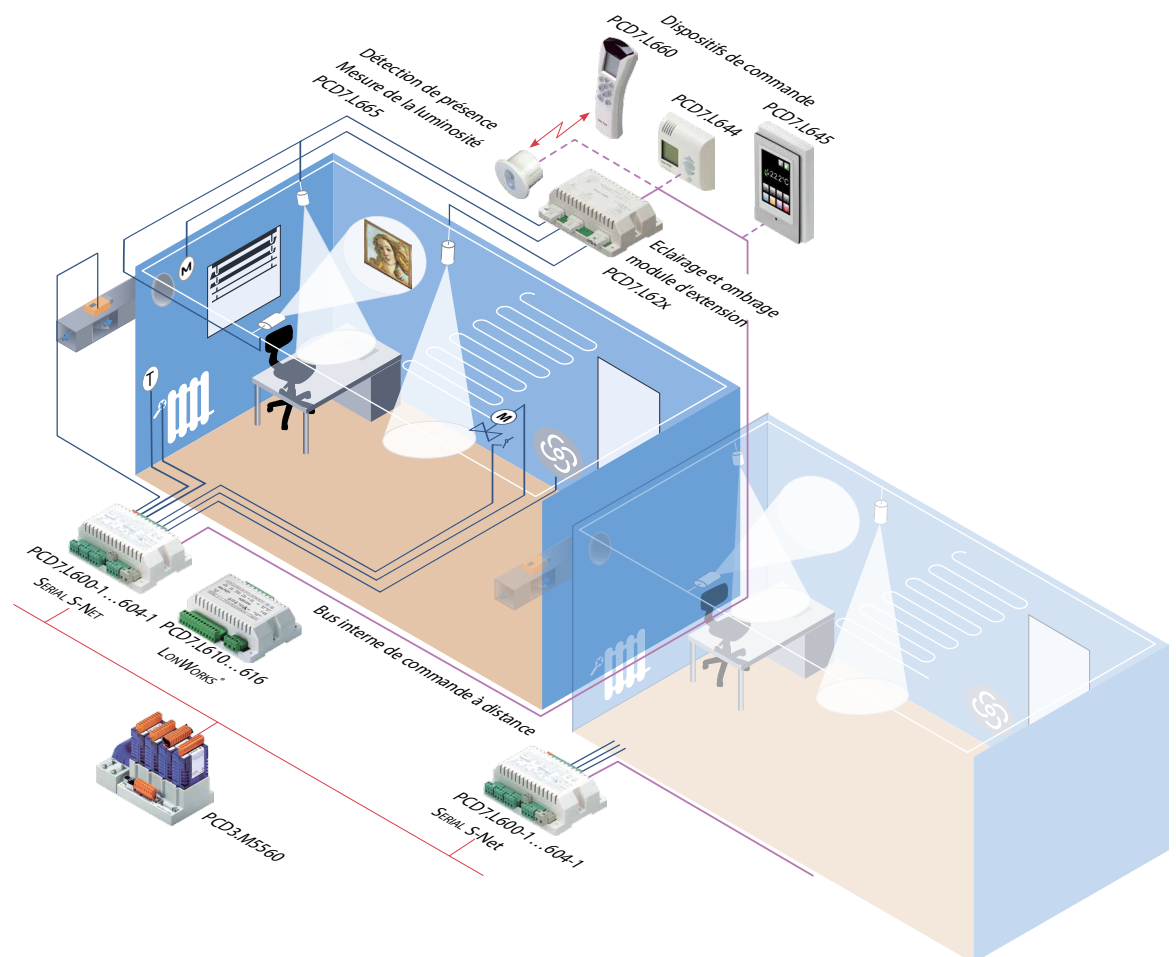 Dispositifs de commande
PCD7.L660
PCD7.L644
PCD7.L645
Détection de présence
Mesure de la luminosité
PCD7.L665
22.2°C
Eclairage et ombrage
module d'extension
PCD7.L62x
M
T
M
PCD7.L600-1...604-1
SERIAL S-NET
PCD7.L610...616
LONWORKS®
Bus interne de commande à distance
PCD3.M5560
PCD7.L600-1...604-1
SERIAL S-Net